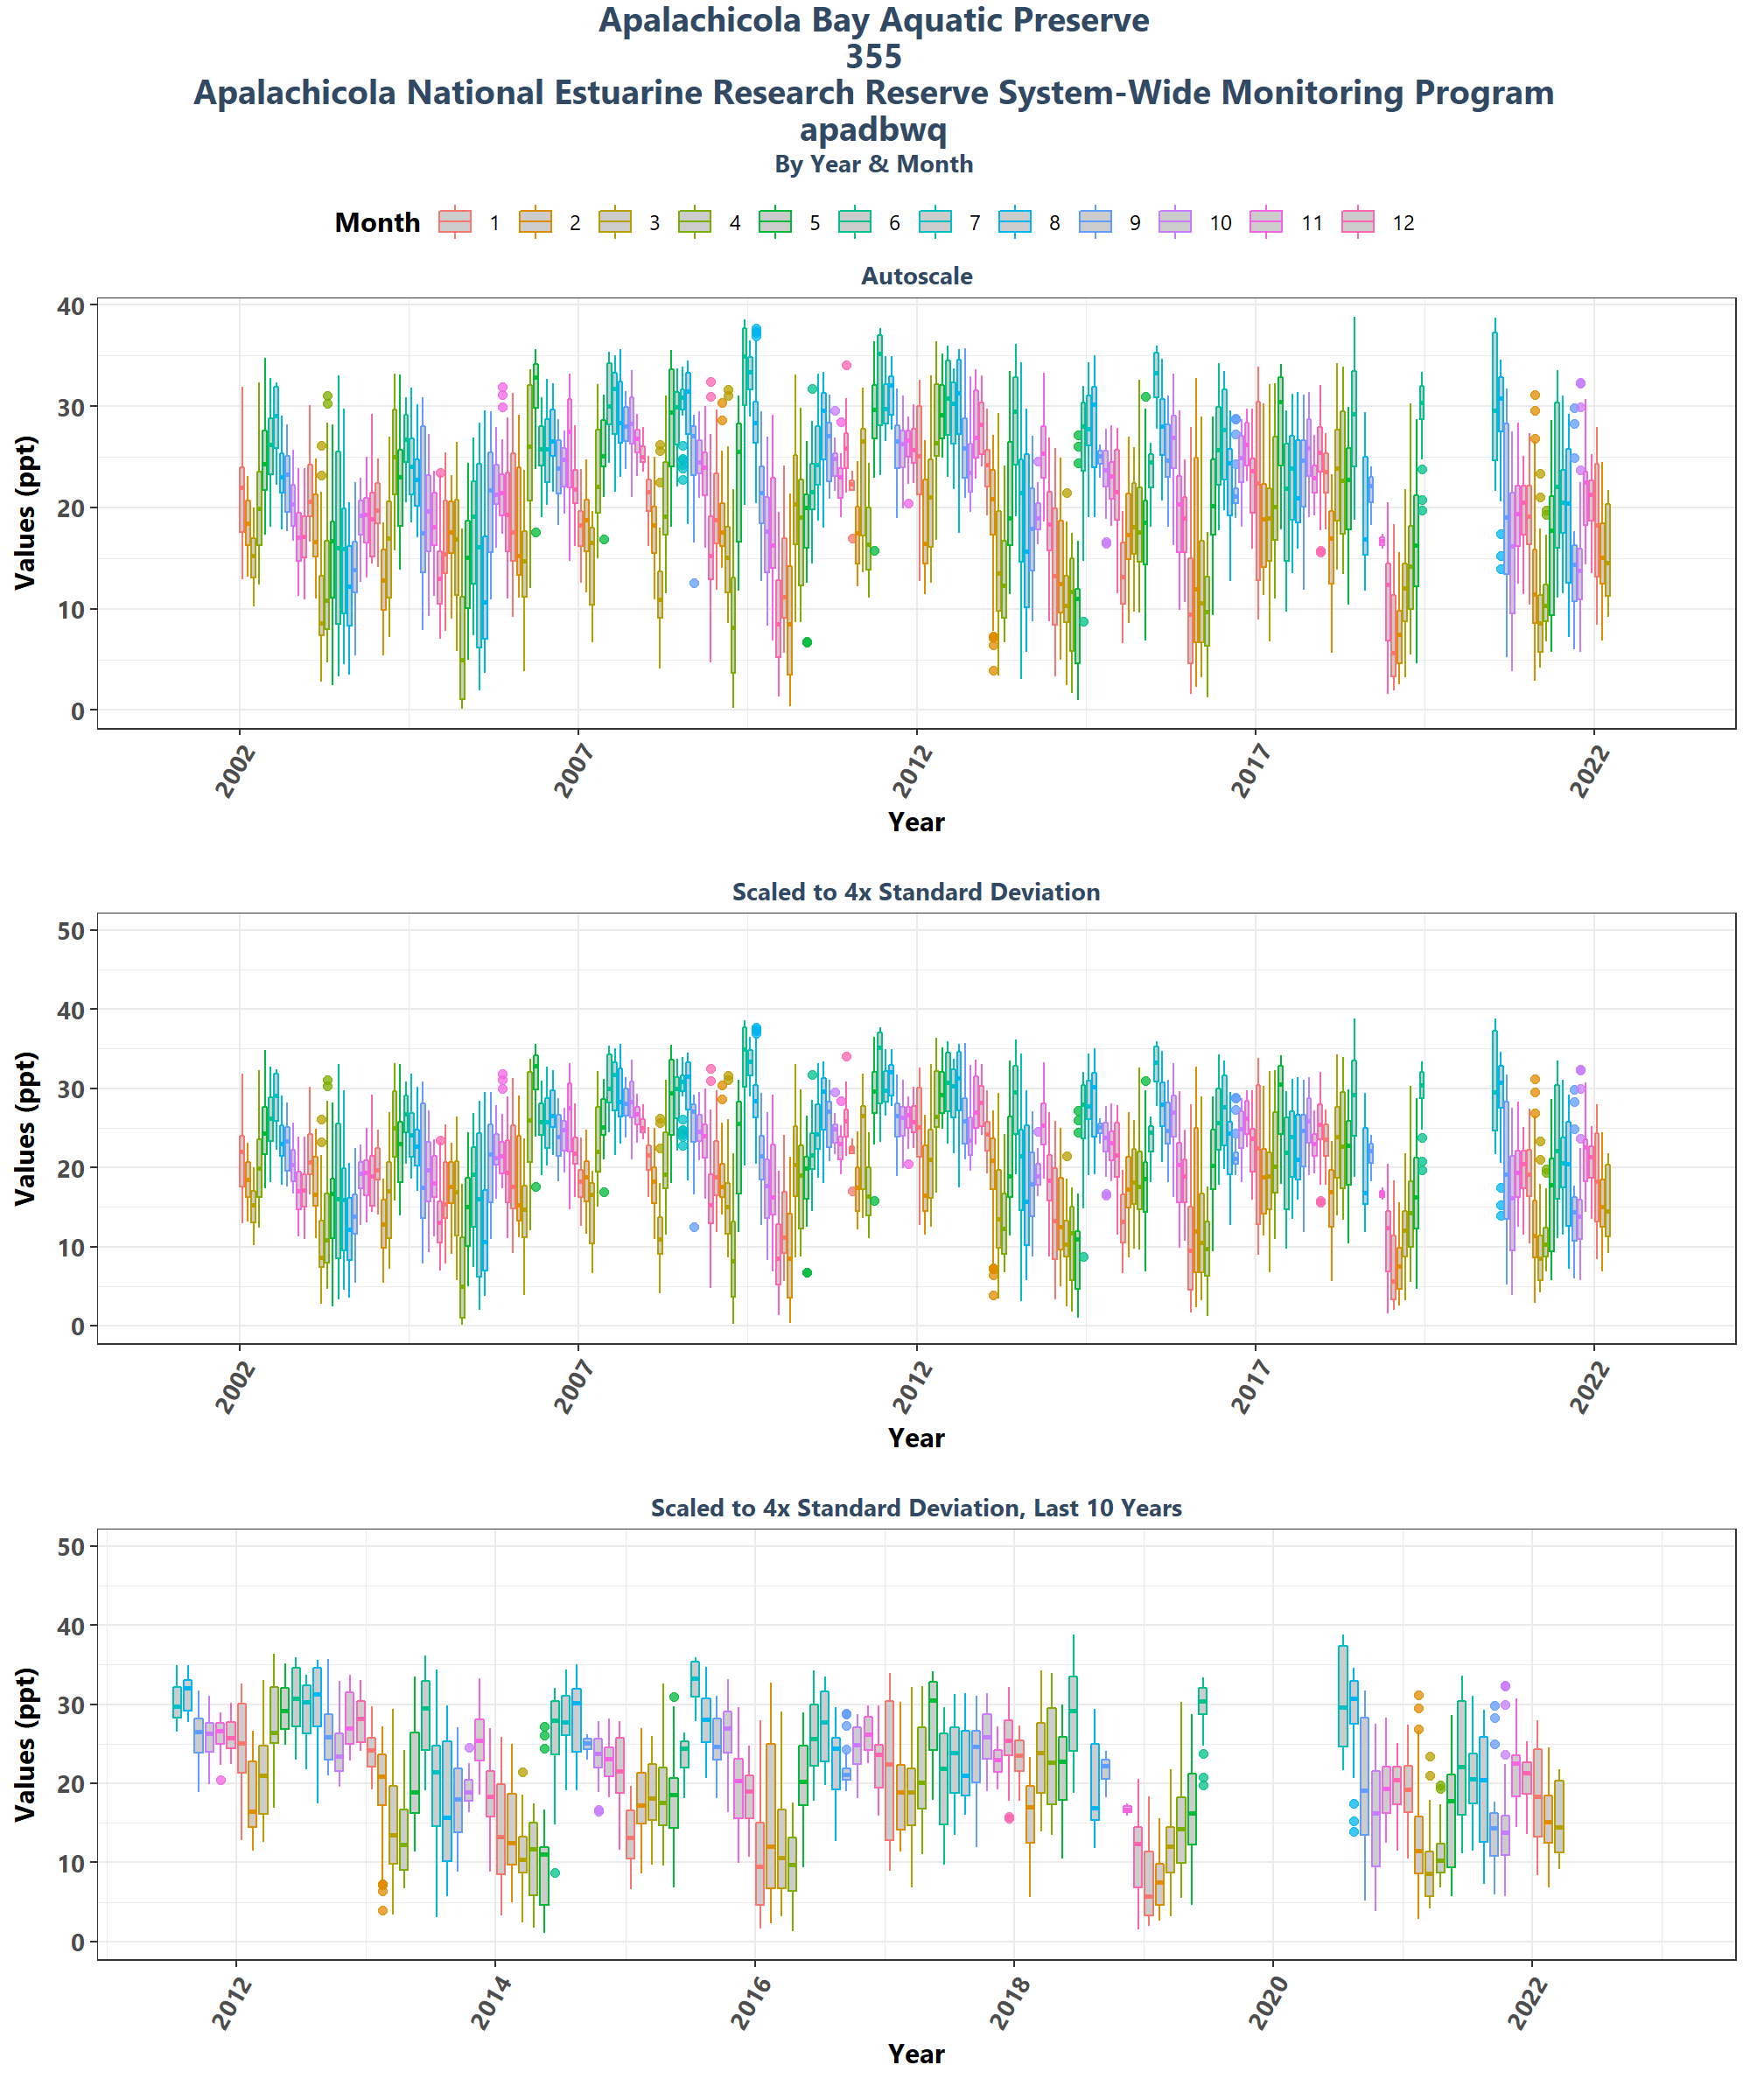 Apalachicola Bay Aquatic Preserve
355
Apalachicola National Estuarine Research Reserve System-Wide Monitoring Program
apadbwq
By Year & Month
Month 1 2 3 4 5 6 7 8 9 10 11 12
Autoscale
Values (ppt)
40
30
20
10
0
2002 2007 2012 2017 2022
Year
Scaled to 4x Standard Deviation
Values (ppt)
50
40
30
20
10
0
2002 2007 2012 2017 2022
Year
Scaled to 4x Standard Deviation, Last 10 Years
Values (ppt)
50
40
30
20
10
0
2012 2014 2016 2018 2020 2022
Year